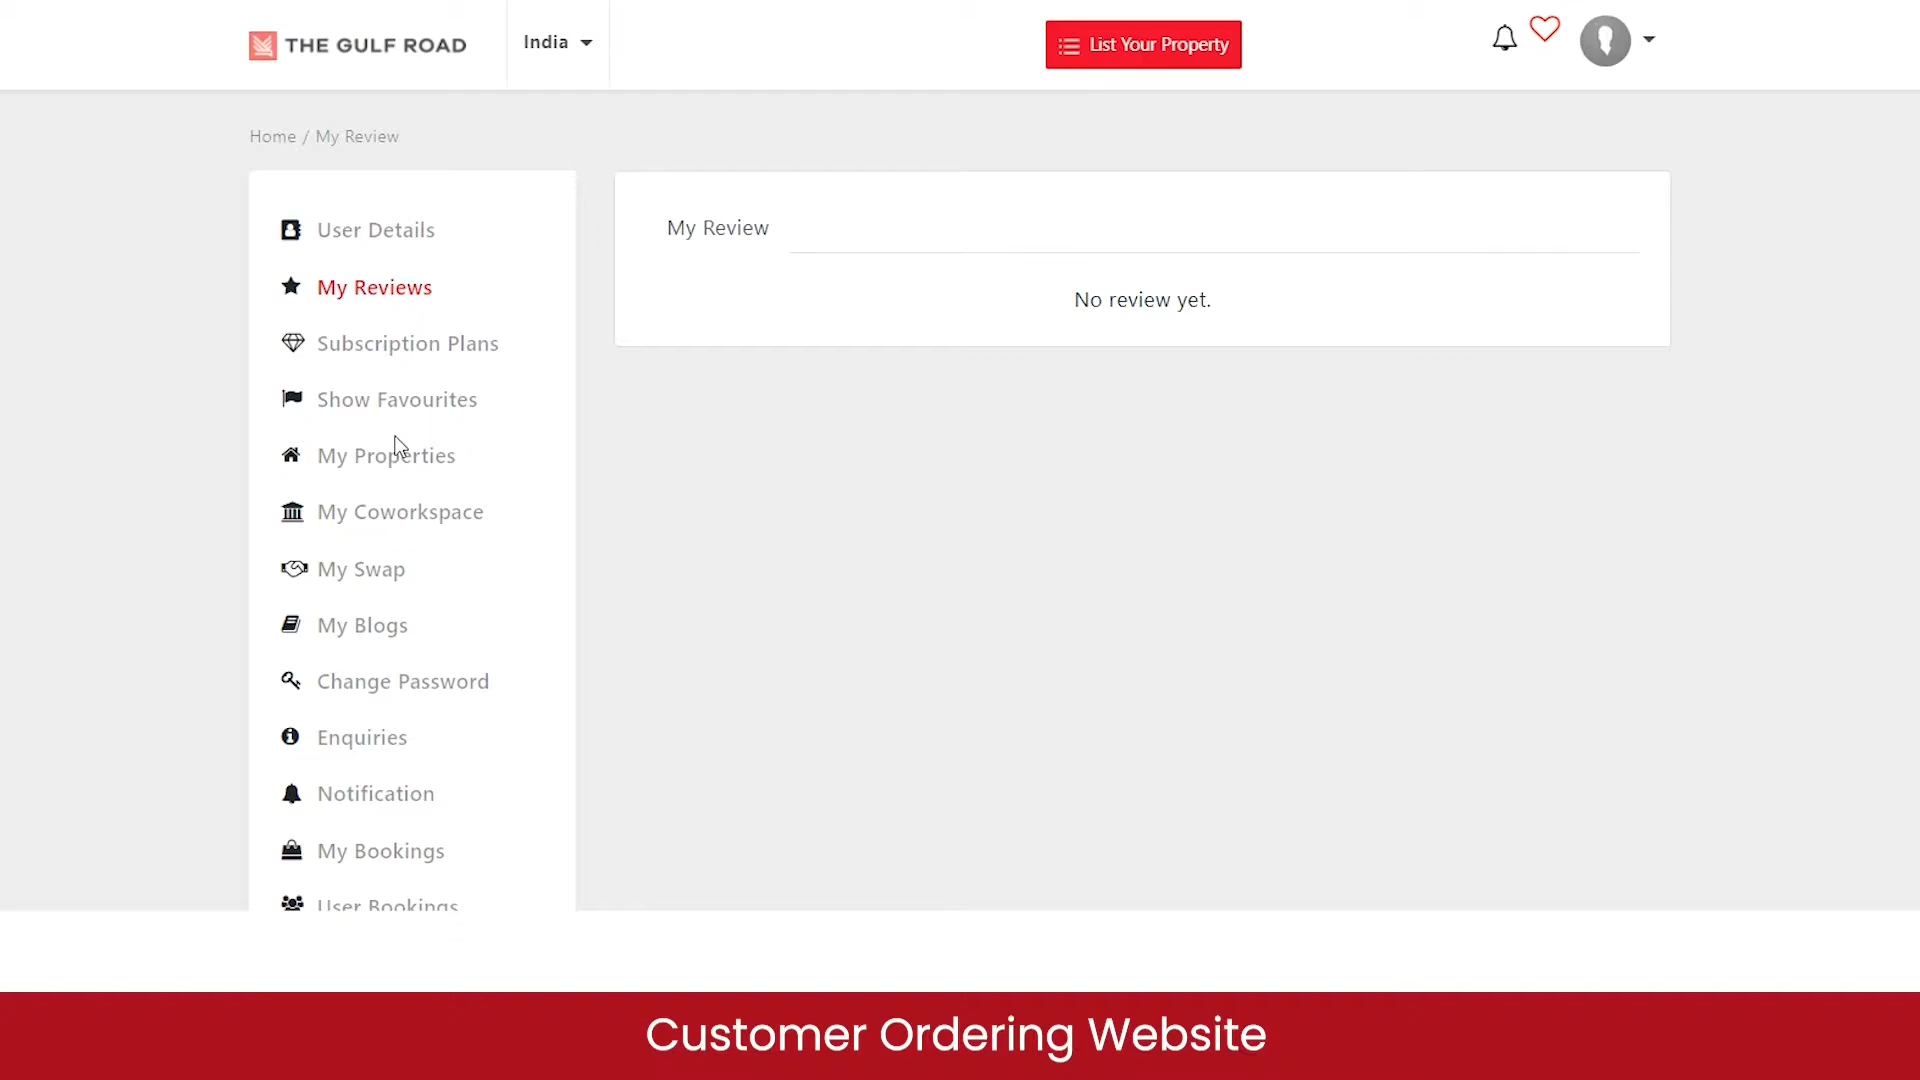 THE GULF ROAD
India
List Your Property
Home / My Review
User Details
My Reviews
Subscription Plans
Show Favourites
My Properties
My Coworkspace
My Swap
My Blogs
Change Password
Enquiries
Notification
My Bookings
User Bookings
My Review
No review yet.
Customer Ordering Website